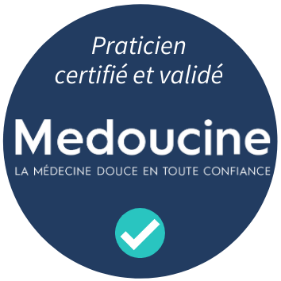 Praticien
certifié et validé
Medoucine
LA MÉDECINE DOUCE EN TOUTE CONFIANCE